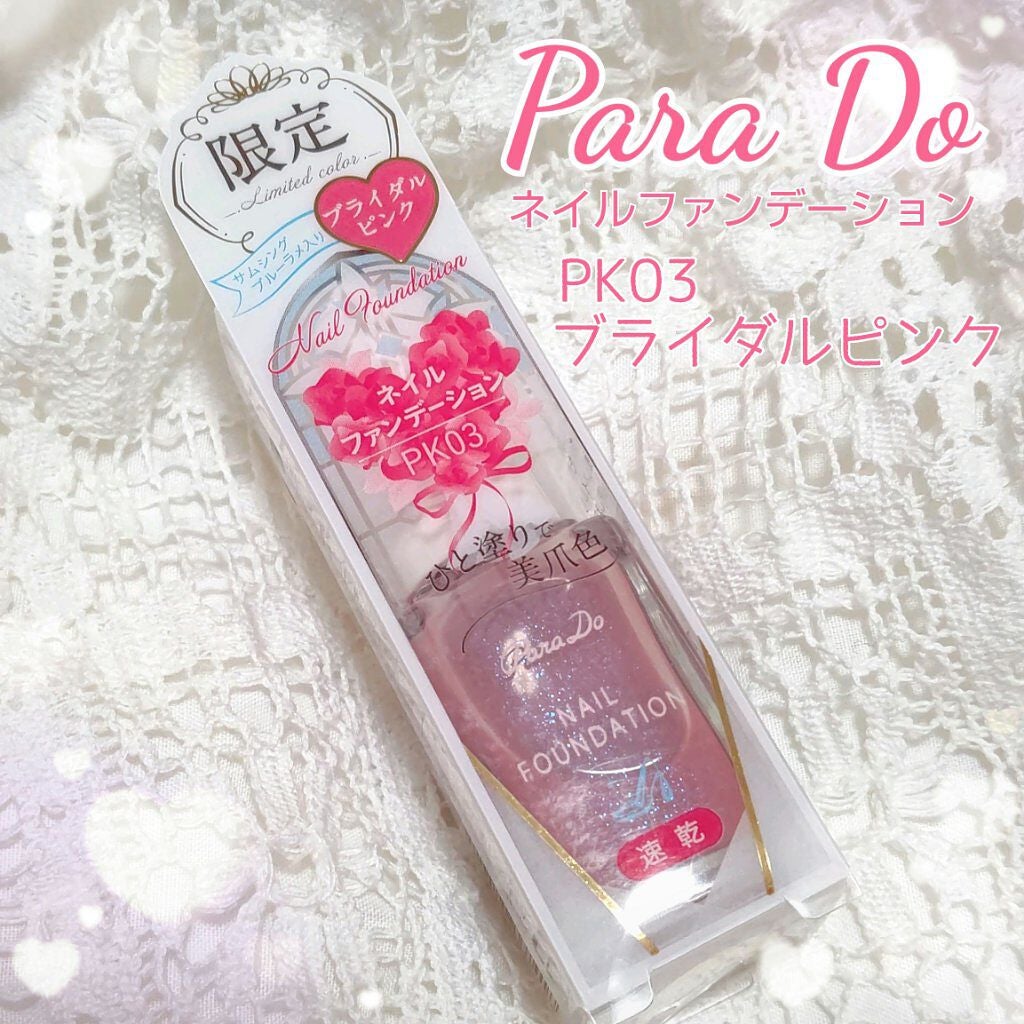 Para Do
ネイルファンデーション
PK03
ブライダルピンク
限定
Limited color
ブライダル
ピンク
サムシング
ブルーラメ入り
Nail Foundation
ネイル
ファンデーション
PK03
ひと塗りで
美爪色
Para Do
NAIL
FOUNDATION
速乾